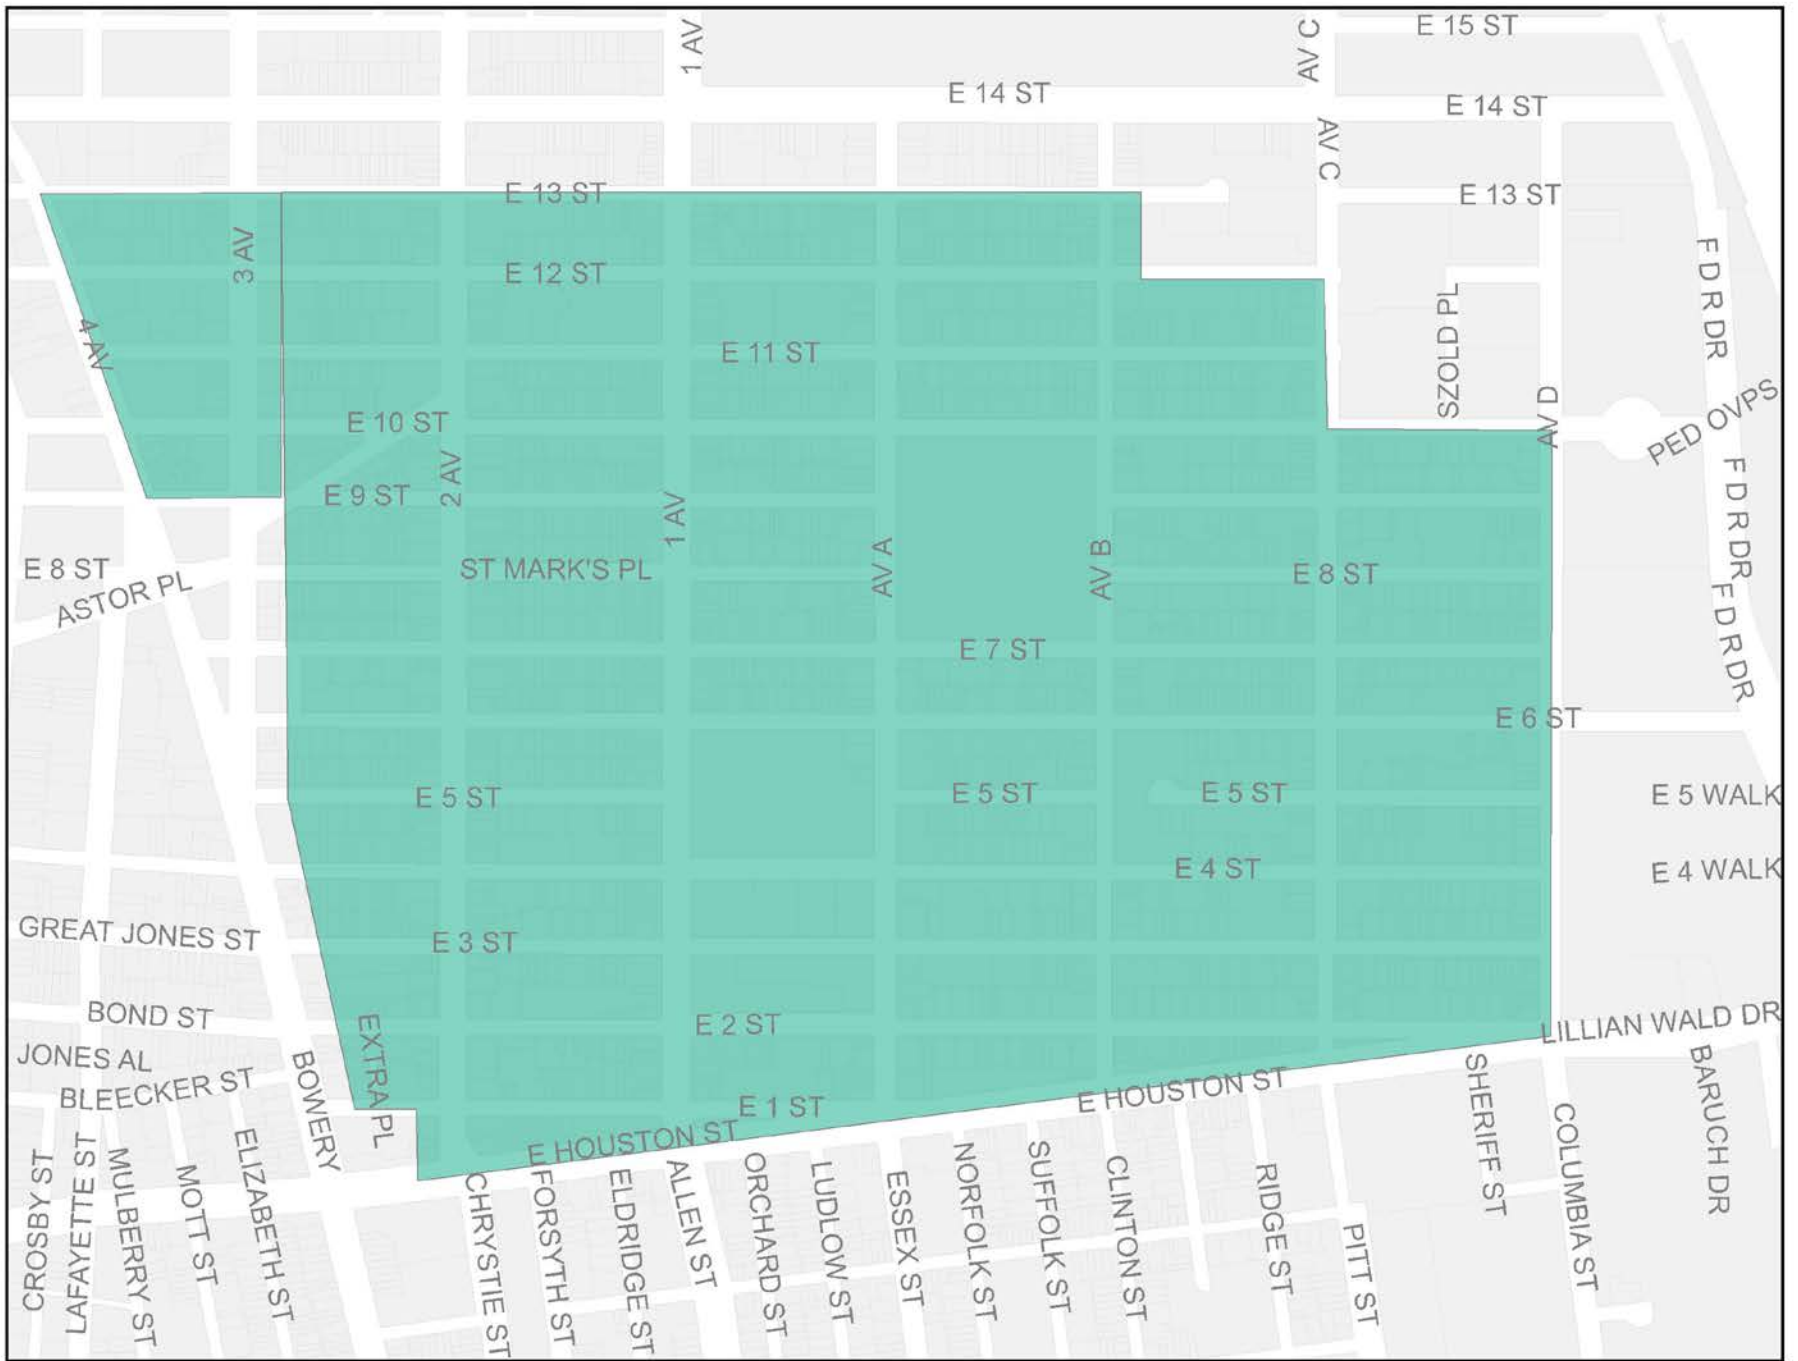 1 AV
AV C
E 15 ST
E 14 ST
E 14 ST
AV C
E 13 ST
E 13 ST
3 AV
E 12 ST
F D R DR
4 AV
E 11 ST
SZOLD PL
E 10 ST
AV D
PED OVPS
2 AV
E 9 ST
1 AV
F D R DR
E 8 ST
ST MARK'S PL
AV A
AV B
E 8 ST
ASTOR PL
F D R DR
E 7 ST
E 6 ST
E 5 ST
E 5 ST
E 5 ST
E 5 WALK
E 4 ST
E 4 WALK
GREAT JONES ST
E 3 ST
BOND ST
EXTRA PL
E 2 ST
LILLIAN WALD DR
JONES AL
BLEECKER ST
BOWERY
E 1 ST
E HOUSTON ST
E HOUSTON ST
SHERIFF ST
BARUCH DR
CROSBY ST
LAFAYETTE ST
MULBERRY ST
MOTT ST
ELIZABETH ST
CHRYSTIE ST
FORSYTH ST
ELDRIDGE ST
ALLEN ST
ORCHARD ST
LUDLOW ST
ESSEX ST
NORFOLK ST
SUFFOLK ST
CLINTON ST
RIDGE ST
PITT ST
COLUMBIA ST